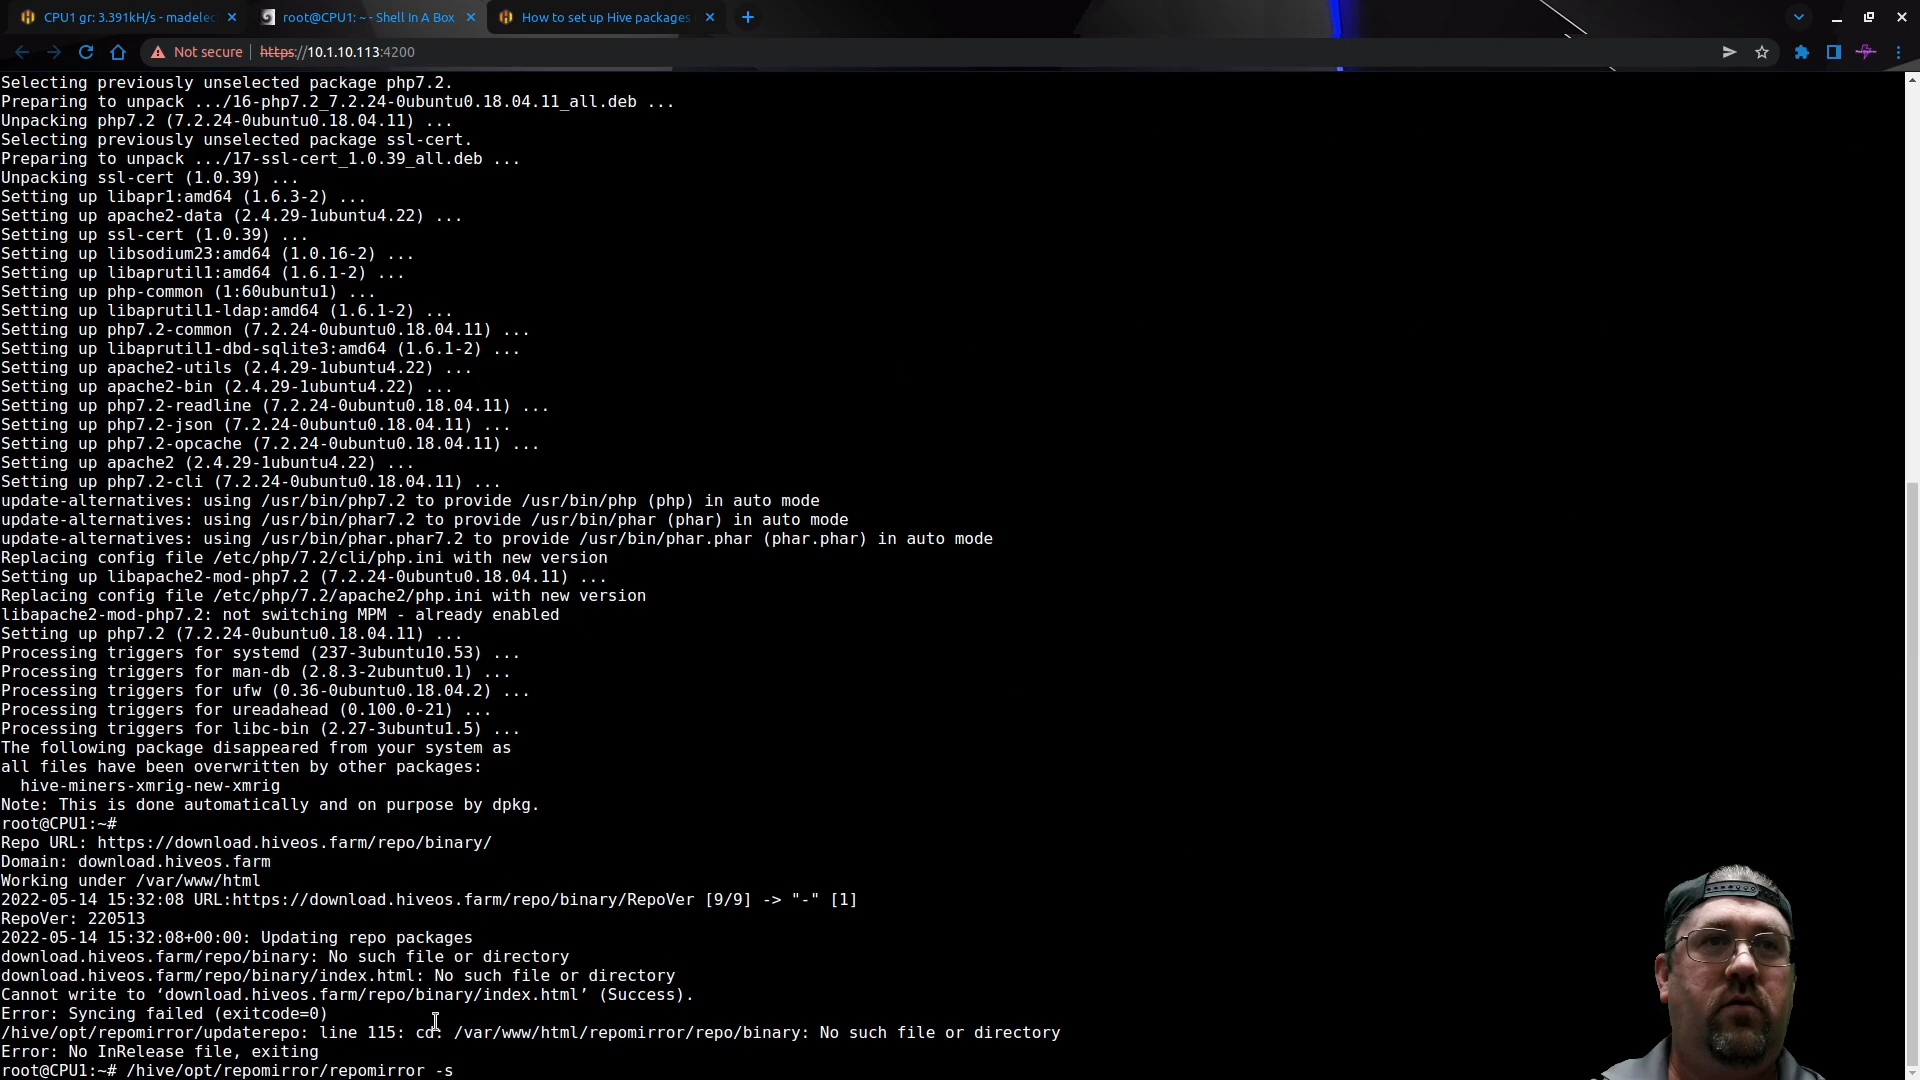 CPU1 gr: 3.391kH/s - madelec
root@CPU1: ~ - Shell In A Box
How to set up Hive packages
Not secure
https://10.1.10.113:4200
Selecting previously unselected package php7.2.
Preparing to unpack .../16-php7.2_7.2.24-0ubuntu0.18.04.11_all.deb ...
Unpacking php7.2 (7.2.24-0ubuntu0.18.04.11) ...
Selecting previously unselected package ssl-cert.
Preparing to unpack .../17-ssl-cert_1.0.39_all.deb ...
Unpacking ssl-cert (1.0.39) ...
Setting up libapr1:amd64 (1.6.3-2) ...
Setting up apache2-data (2.4.29-1ubuntu4.22) ...
Setting up ssl-cert (1.0.39) ...
Setting up libsodium23:amd64 (1.0.16-2) ...
Setting up libaprutil1:amd64 (1.6.1-2) ...
Setting up php-common (1:60ubuntu1) ...
Setting up libaprutil1-ldap:amd64 (1.6.1-2) ...
Setting up php7.2-common (7.2.24-0ubuntu0.18.04.11) ...
Setting up libaprutil1-dbd-sqlite3:amd64 (1.6.1-2) ...
Setting up apache2-utils (2.4.29-1ubuntu4.22) ...
Setting up apache2-bin (2.4.29-1ubuntu4.22) ...
Setting up php7.2-readline (7.2.24-0ubuntu0.18.04.11) ...
Setting up php7.2-json (7.2.24-0ubuntu0.18.04.11) ...
Setting up php7.2-opcache (7.2.24-0ubuntu0.18.04.11) ...
Setting up apache2 (2.4.29-1ubuntu4.22) ...
Setting up php7.2-cli (7.2.24-0ubuntu0.18.04.11) ...
update-alternatives: using /usr/bin/php7.2 to provide /usr/bin/php (php) in auto mode
update-alternatives: using /usr/bin/phar7.2 to provide /usr/bin/phar (phar) in auto mode
update-alternatives: using /usr/bin/phar.phar7.2 to provide /usr/bin/phar.phar (phar.phar) in auto mode
Replacing config file /etc/php/7.2/cli/php.ini with new version
Setting up libapache2-mod-php7.2 (7.2.24-0ubuntu0.18.04.11) ...
Replacing config file /etc/php/7.2/apache2/php.ini with new version
libapache2-mod-php7.2: not switching MPM - already enabled
Setting up php7.2 (7.2.24-0ubuntu0.18.04.11) ...
Processing triggers for systemd (237-3ubuntu10.53) ...
Processing triggers for man-db (2.8.3-2ubuntu0.1) ...
Processing triggers for ufw (0.36-0ubuntu0.18.04.2) ...
Processing triggers for ureadahead (0.100.0-21) ...
Processing triggers for libc-bin (2.27-3ubuntu1.5) ...
The following package disappeared from your system as
all files have been overwritten by other packages:
hive-miners-xmrig-new-xmrig
Note: This is done automatically and on purpose by dpkg.
root@CPU1:~#
Repo URL: https://download.hiveos.farm/repo/binary/
Domain: download.hiveos.farm
Working under /var/www/html
2022-05-14 15:32:08 URL:https://download.hiveos.farm/repo/binary/RepoVer [9/9] -> "-" [1]
RepoVer: 220513
2022-05-14 15:32:08+00:00: Updating repo packages
download.hiveos.farm/repo/binary: No such file or directory
download.hiveos.farm/repo/binary/index.html: No such file or directory
Cannot write to ‘download.hiveos.farm/repo/binary/index.html’ (Success).
Error: Syncing failed (exitcode=0)
/hive/opt/repomirror/updaterepo: line 115: cd: /var/www/html/repomirror/repo/binary: No such file or directory
Error: No InRelease file, exiting
root@CPU1:~# /hive/opt/repomirror/repomirror -s